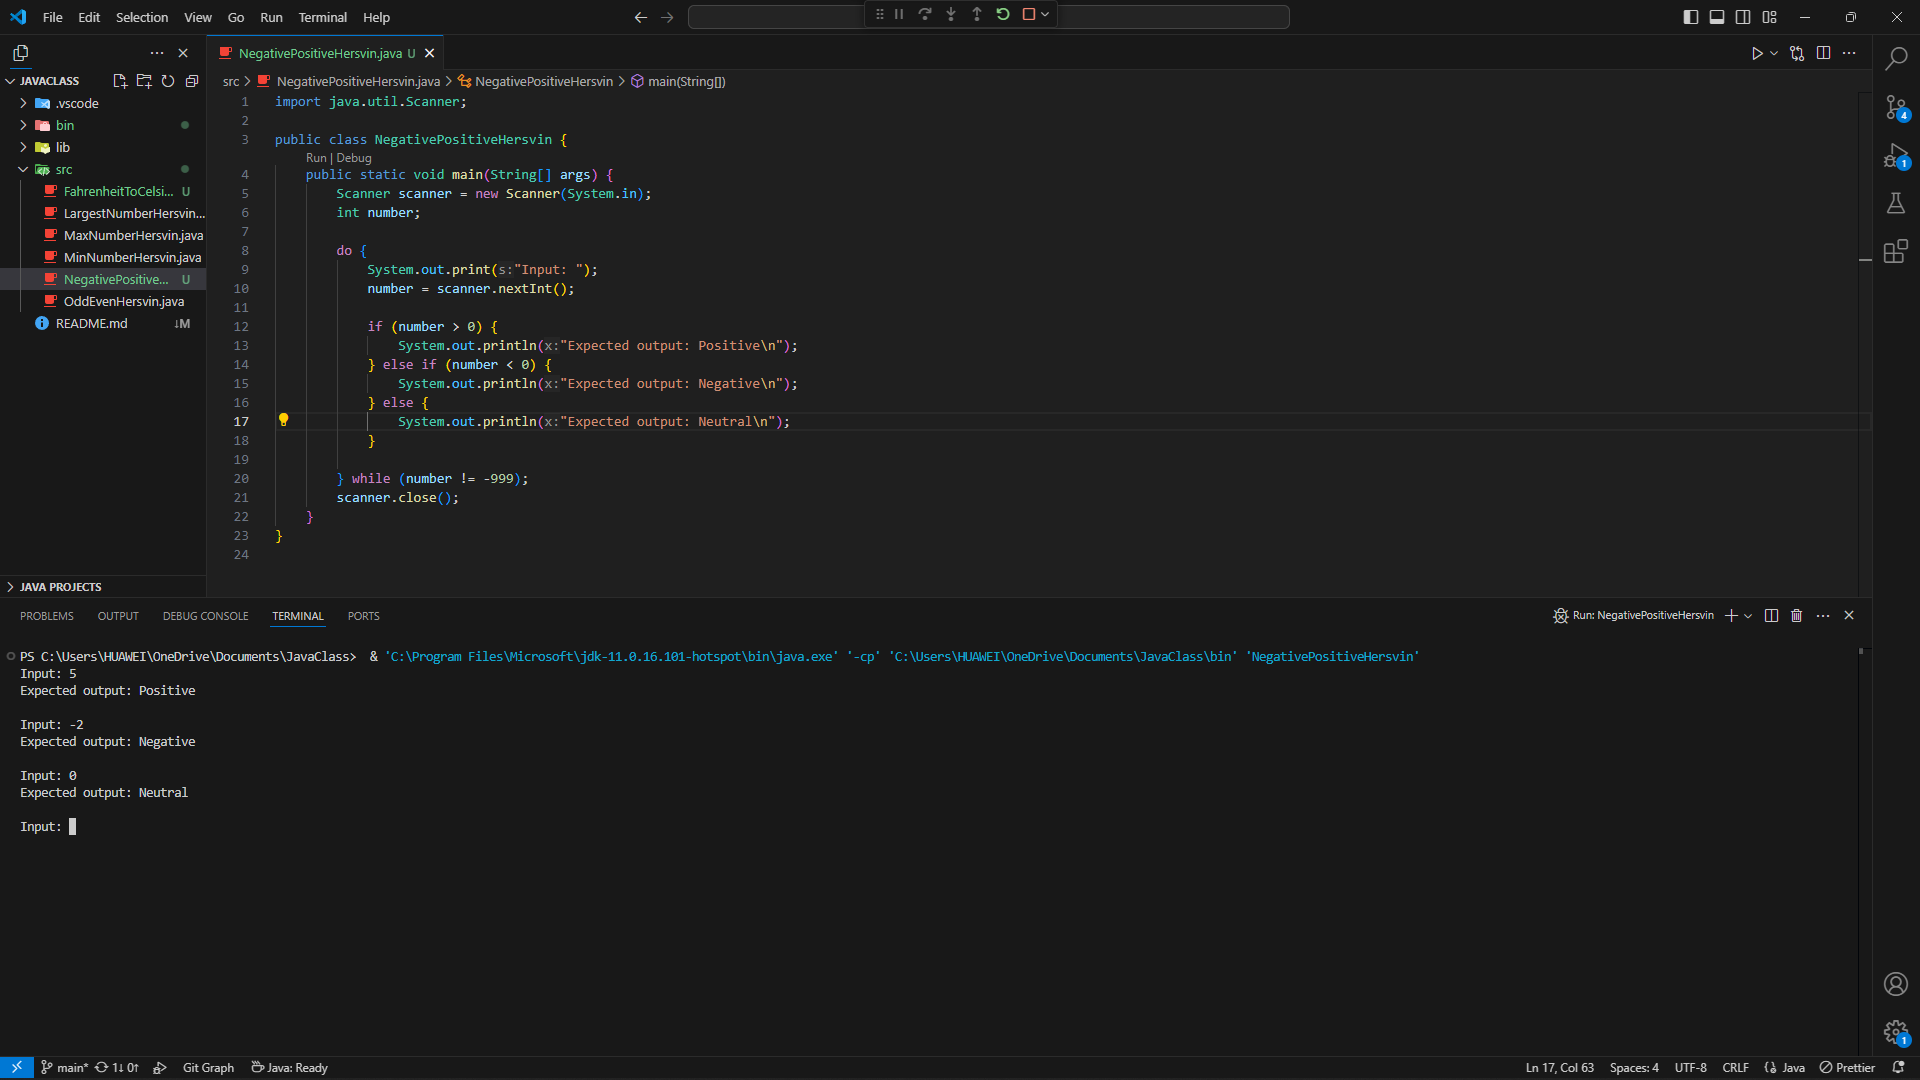 File Edit Selection View Go Run Terminal Help
JAVACLASS
.vscode
bin
lib
src
FahrenheitToCelsi... U
LargestNumberHersvin...
MaxNumberHersvin.java
MinNumberHersvin.java
NegativePositive... U
OddEvenHersvin.java
README.md ↓M
JAVA PROJECTS
NegativePositiveHersvin.java U
src > NegativePositiveHersvin.java > NegativePositiveHersvin > main(String[])
1 import java.util.Scanner;
2
3 public class NegativePositiveHersvin {
Run | Debug
4 public static void main(String[] args) {
5 Scanner scanner = new Scanner(System.in);
6 int number;
7
8 do {
9 System.out.print(s:"Input: ");
10 number = scanner.nextInt();
11
12 if (number > 0) {
13 System.out.println(x:"Expected output: Positive\n");
14 } else if (number < 0) {
15 System.out.println(x:"Expected output: Negative\n");
16 } else {
17 System.out.println(x:"Expected output: Neutral\n");
18 }
19
20 } while (number != -999);
21 scanner.close();
22 }
23 }
24
4
1
PROBLEMS OUTPUT DEBUG CONSOLE TERMINAL PORTS
Run: NegativePositiveHersvin
PS C:\Users\HUAWEI\OneDrive\Documents\JavaClass> & 'C:\Program Files\Microsoft\jdk-11.0.16.101-hotspot\bin\java.exe' '-cp' 'C:\Users\HUAWEI\OneDrive\Documents\JavaClass\bin' 'NegativePositiveHersvin'
Input: 5
Expected output: Positive
Input: -2
Expected output: Negative
Input: 0
Expected output: Neutral
Input:
1
main* 1↓ 0↑ Git Graph Java: Ready
Ln 17, Col 63 Spaces: 4 UTF-8 CRLF Java Prettier